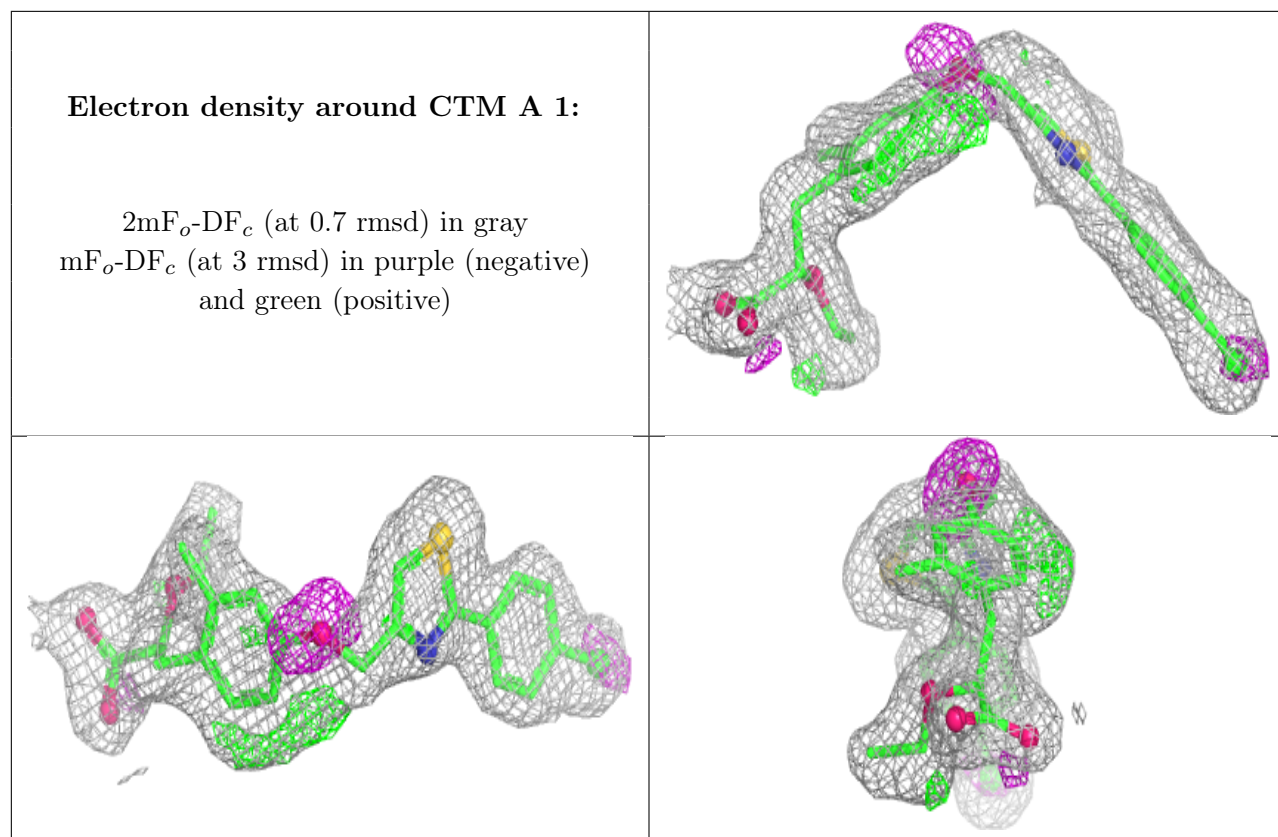 Electron density around CTM A 1:
2mFo-DFc (at 0.7 rmsd) in gray
mFo-DFc (at 3 rmsd) in purple (negative)
and green (positive)